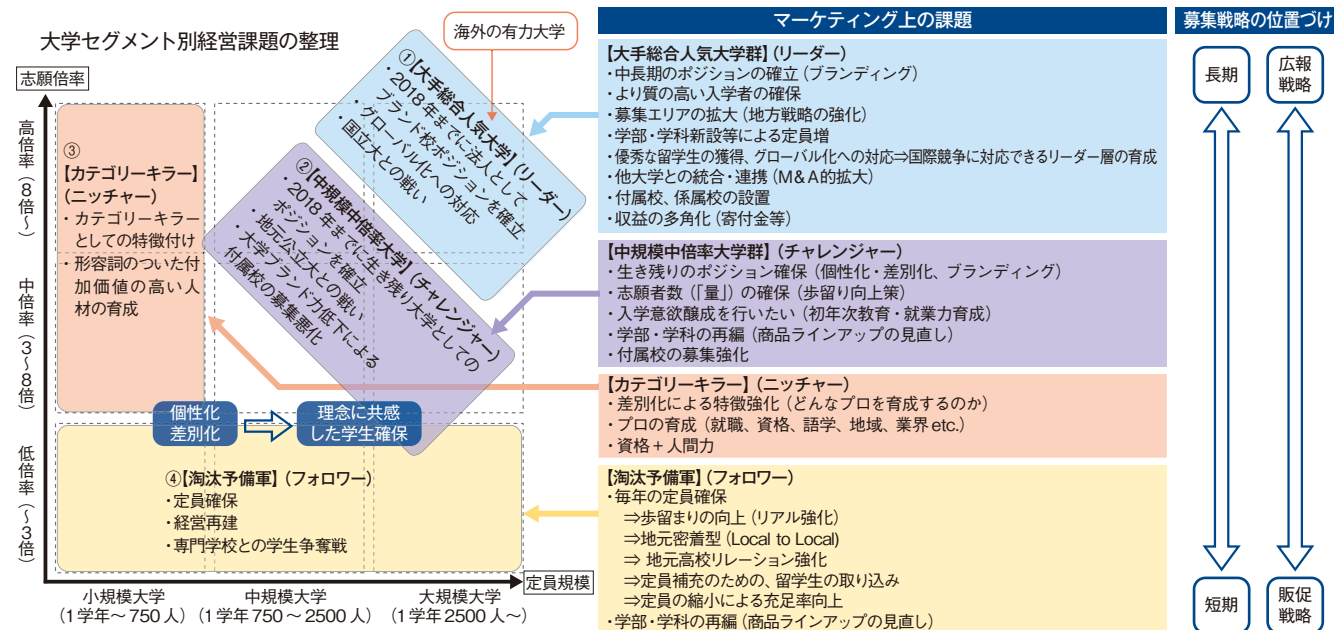 大学セグメント別経営課題の整理
海外の有力大学
志願倍率
高倍率(8倍~)
中倍率(3~8倍)
低倍率(~3倍)
①【大手総合人気大学】(リーダー)
・2018年までに法人として
ブランド校ポジションを確立
・グローバル化への対応
・国立大との戦い
②【中規模中倍率大学】(チャレンジャー)
・2018年までに生き残り大学としての
ポジションを確立
・地元公立大との戦い
・大学ブランド力低下による
付属校の募集悪化
③
【カテゴリーキラー】
(ニッチャー)
・カテゴリーキラー
としての特徴付け
・形容詞のついた付
加価値の高い人
材の育成
個性化
差別化
理念に共感
した学生確保
④【淘汰予備軍】(フォロワー)
・定員確保
・経営再建
・専門学校との学生争奪戦
定員規模
小規模大学
(1学年~750人)
中規模大学
(1学年750~2500人)
大規模大学
(1学年2500人~)
マーケティング上の課題
【大手総合人気大学群】(リーダー)
・中長期のポジションの確立(ブランディング)
・より質の高い入学者の確保
・募集エリアの拡大(地方戦略の強化)
・学部・学科新設等による定員増
・優秀な留学生の獲得、グローバル化への対応⇒国際競争に対応できるリーダー層の育成
・他大学との統合・連携(M&A的拡大)
・付属校、係属校の設置
・収益の多角化(寄付金等)
【中規模中倍率大学群】(チャレンジャー)
・生き残りのポジション確保(個性化・差別化、ブランディング)
・志願者数(「量」)の確保(歩留り向上策)
・入学意欲醸成を行いたい(初年次教育・就業力育成)
・学部・学科の再編(商品ラインアップの見直し)
・付属校の募集強化
【カテゴリーキラー】(ニッチャー)
・差別化による特徴強化(どんなプロを育成するのか)
・プロの育成(就職、資格、語学、地域、業界etc.)
・資格+人間力
【淘汰予備軍】(フォロワー)
・毎年の定員確保
⇒歩留まりの向上(リアル強化)
⇒地元密着型(Local to Local)
⇒ 地元高校リレーション強化
⇒定員補充のための、留学生の取り込み
⇒定員の縮小による充足率向上
・学部・学科の再編(商品ラインアップの見直し)
募集戦略の位置づけ
長期
広報
戦略
短期
販促
戦略